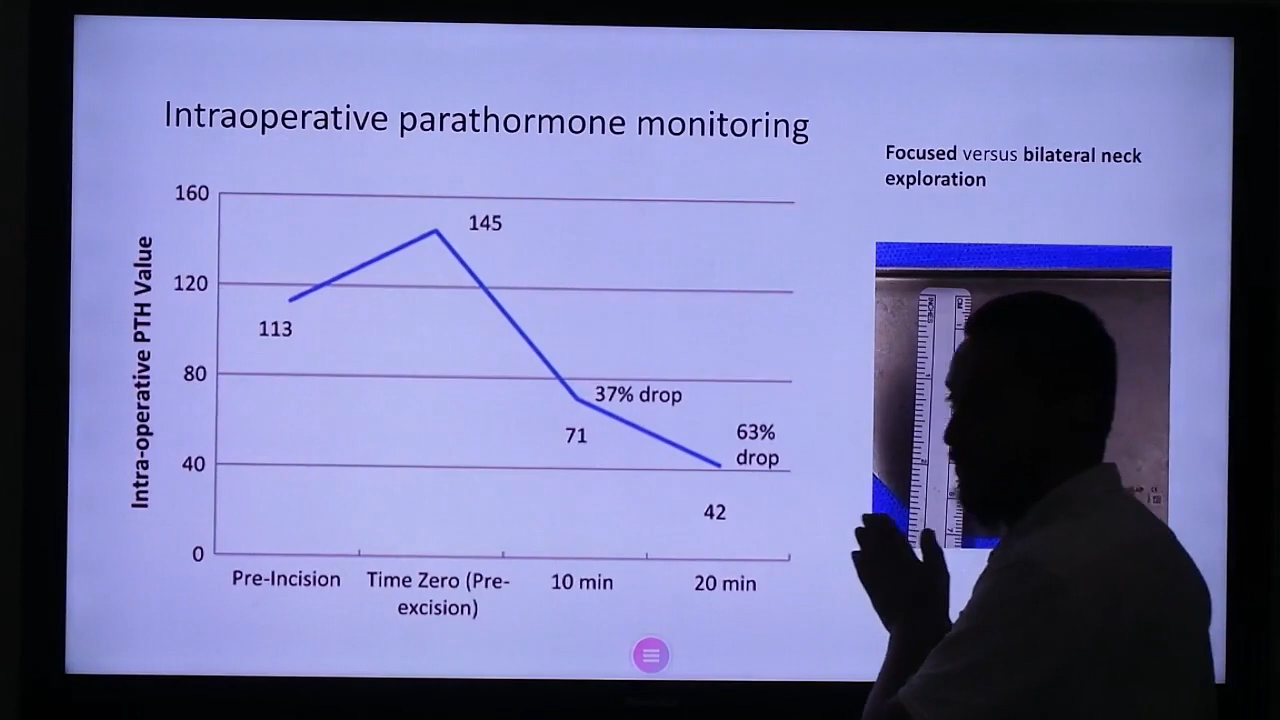 Intraoperative parathormone monitoring
Focused versus bilateral neck
exploration
Intra-operative PTH Value
160
120
80
40
0
113
145
71
37% drop
63%
drop
42
Pre-Incision
Time Zero (Pre-
excision)
10 min
20 min
INCHES